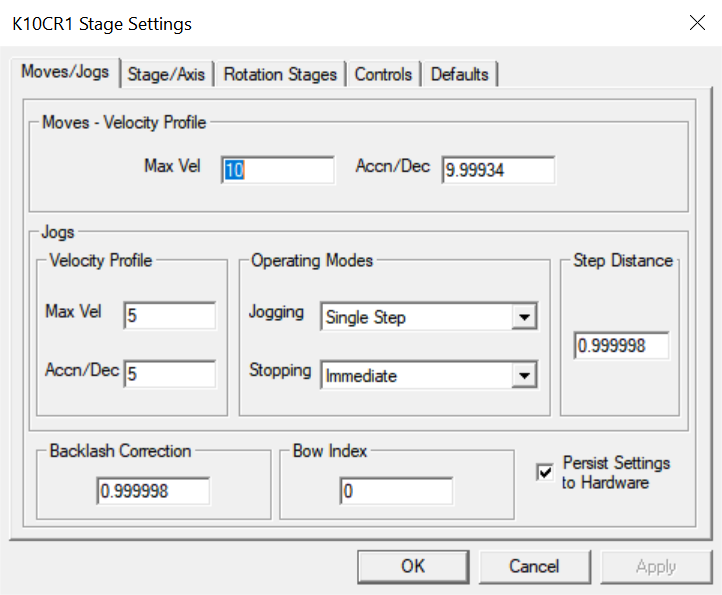 K10CR1 Stage Settings
Moves/Jogs Stage/Axis Rotation Stages Controls Defaults
Moves - Velocity Profile
Max Vel 10 Accn/Dec 9.99934
Jogs
Velocity Profile Operating Modes Step Distance
Max Vel 5 Jogging Single Step
0.999998
Accn/Dec 5 Stopping Immediate
Backlash Correction Bow Index
Persist Settings
to Hardware
0.999998 0
OK Cancel Apply